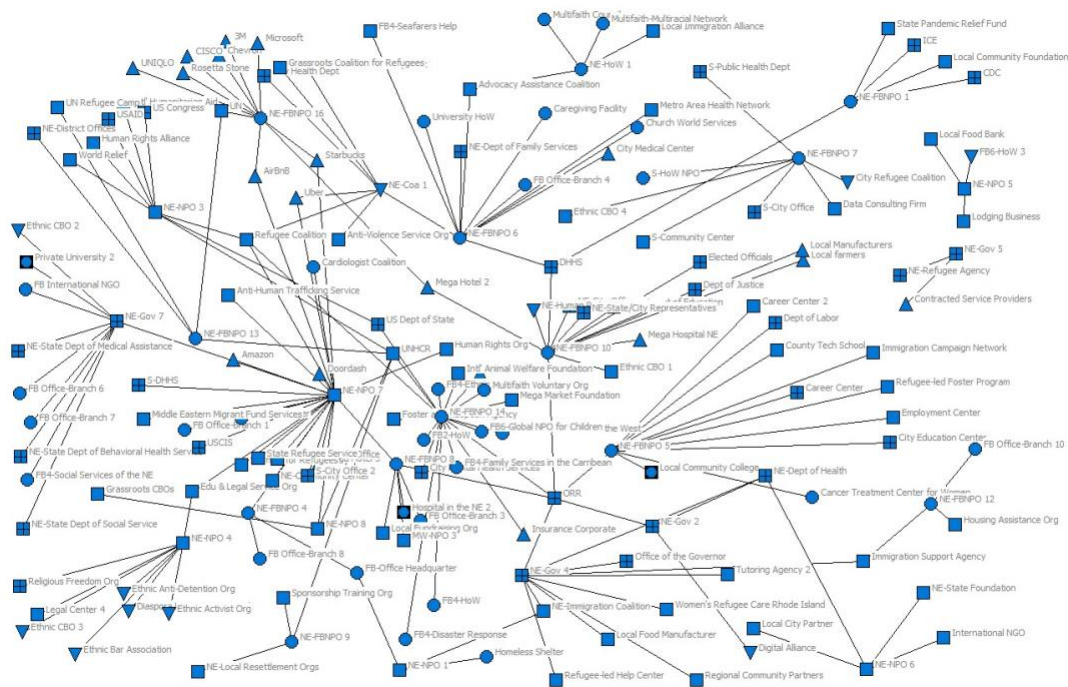 Multifaith
Multifaith-Multiracial Network
FB4-Seafarers Help
Local Immigration Alliance
State Pandemic Relief Fund
ICE
3M
Microsoft
CISCO
Chevron
UNIQLO
Rosetta Stone
Grassroots Coalition for Refugees
Health Dept
NE-HoW 1
S-Public Health Dept
Local Community Foundation
CDC
Advocacy Assistance Coalition
NE-FBNPO 1
UN Refugee
Humanitarian Aid
US Congress
UN
USAID
NE-FBNPO 16
University HoW
Caregiving Facility
Metro Area Health Network
Church World Services
NE-District Offices
Human Rights Alliance
Local Food Bank
World Relief
Starbucks
NE-Dept of Family Services
City Medical Center
NE-FBNPO 7
FB6-HoW 3
AirBnB
Uber
NE-Coa 1
FB Office-Branch 4
S-HoW NPO
City Refugee Coalition
NE-NPO 5
NE-NPO 3
Ethnic CBO 4
S-City Office
Data Consulting Firm
Lodging Business
Ethnic CBO 2
Refugee Coalition
Anti-Violence Service Org
NE-FBNPO 6
S-Community Center
Local Manufacturers
NE-Gov 5
Private University 2
Cardiologist Coalition
DHHS
Elected Officials
Local farmers
NE-Refugee Agency
FB International NGO
Anti-Human Trafficking Service
Mega Hotel 2
Dept of Justice
Contracted Service Providers
NE-State/City Representatives
Career Center 2
NE-Gov 7
US Dept of State
Dept of Labor
NE-FBNPO 13
Mega Hospital NE
NE-State Dept of Medical Assistance
UNHCR
Human Rights Org
NE-FBNPO 10
County Tech School
Immigration Campaign Network
Amazon
Doordash
Int'l Animal Welfare Foundation
Ethnic CBO 1
S-DHHS
NE-NPO 7
Multifaith Voluntary Org
Career Center
Refugee-led Foster Program
FB Office-Branch 6
Mega Market Foundation
FB Office-Branch 7
Middle Eastern Migrant Fund Services
NE-FBNPO 14
Employment Center
FB Office-Branch 1
FB6-Global NPO for Children
the West
USCIS
FB2-HoW
City Education Center
NE-State Dept of Behavioral Health
State Refugee Service
NE-FBNPO 5
FB Office-Branch 10
FB4-Social Services of the NE
S-City Office 2
NE-FBNPO 8
FB4-Family Services in the Carribean
Local Community College
NE-Dept of Health
Grassroots CBOs
Edu & Legal Service Org
ORR
Cancer Treatment Center for Women
NE-FBNPO 12
NE-FBNPO 4
Hospital in the NE 2
FB Office-Branch 3
NE-State Dept of Social Service
NE-NPO 8
Local Fundraising Org
NE-Gov 2
Housing Assistance Org
NE-NPO 4
MW-NPO 3
Insurance Corporate
FB Office-Branch 8
FB-Office Headquarter
Office of the Governor
Immigration Support Agency
Religious Freedom Org
Ethnic Anti-Detention Org
NE-Gov 4
Tutoring Agency 2
NE-State Foundation
Sponsorship Training Org
FB4-HoW
NE-Immigration Coalition
Women's Refugee Care Rhode Island
Legal Center 4
Ethnic Activist Org
Local City Partner
Ethnic CBO 3
NE-FBNPO 9
FB4-Disaster Response
Local Food Manufacturer
International NGO
Ethnic Bar Association
Homeless Shelter
Digital Alliance
NE-Local Resettlement Orgs
NE-NPO 1
Refugee-led Help Center
Regional Community Partners
NE-NPO 6